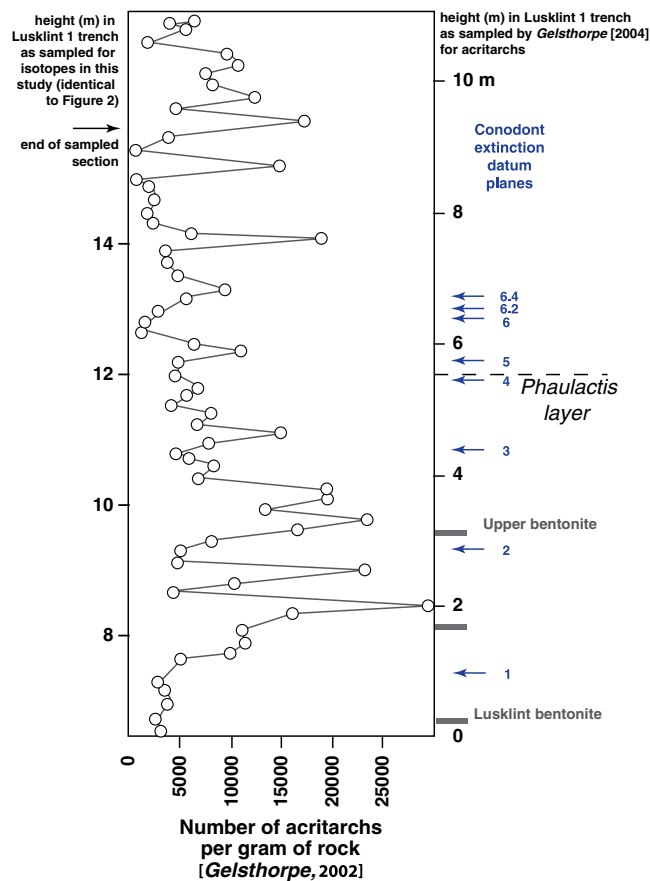 height (m) in
Lusklint 1 trench
as sampled for
isotopes in this
study (identical
to Figure 2)
end of sampled
section
height (m) in Lusklint 1 trench
as sampled by Gelsthorpe [2004]
for acritarchs
10 m
Conodont
extinction
datum
planes
8
14
6.4
6.2
6
6
5
12
4
Phaulactis
layer
3
4
10
Upper bentonite
2
2
8
1
Lusklint bentonite
0
0
5000
10000
15000
20000
25000
Number of acritarchs
per gram of rock
[Gelsthorpe, 2002]